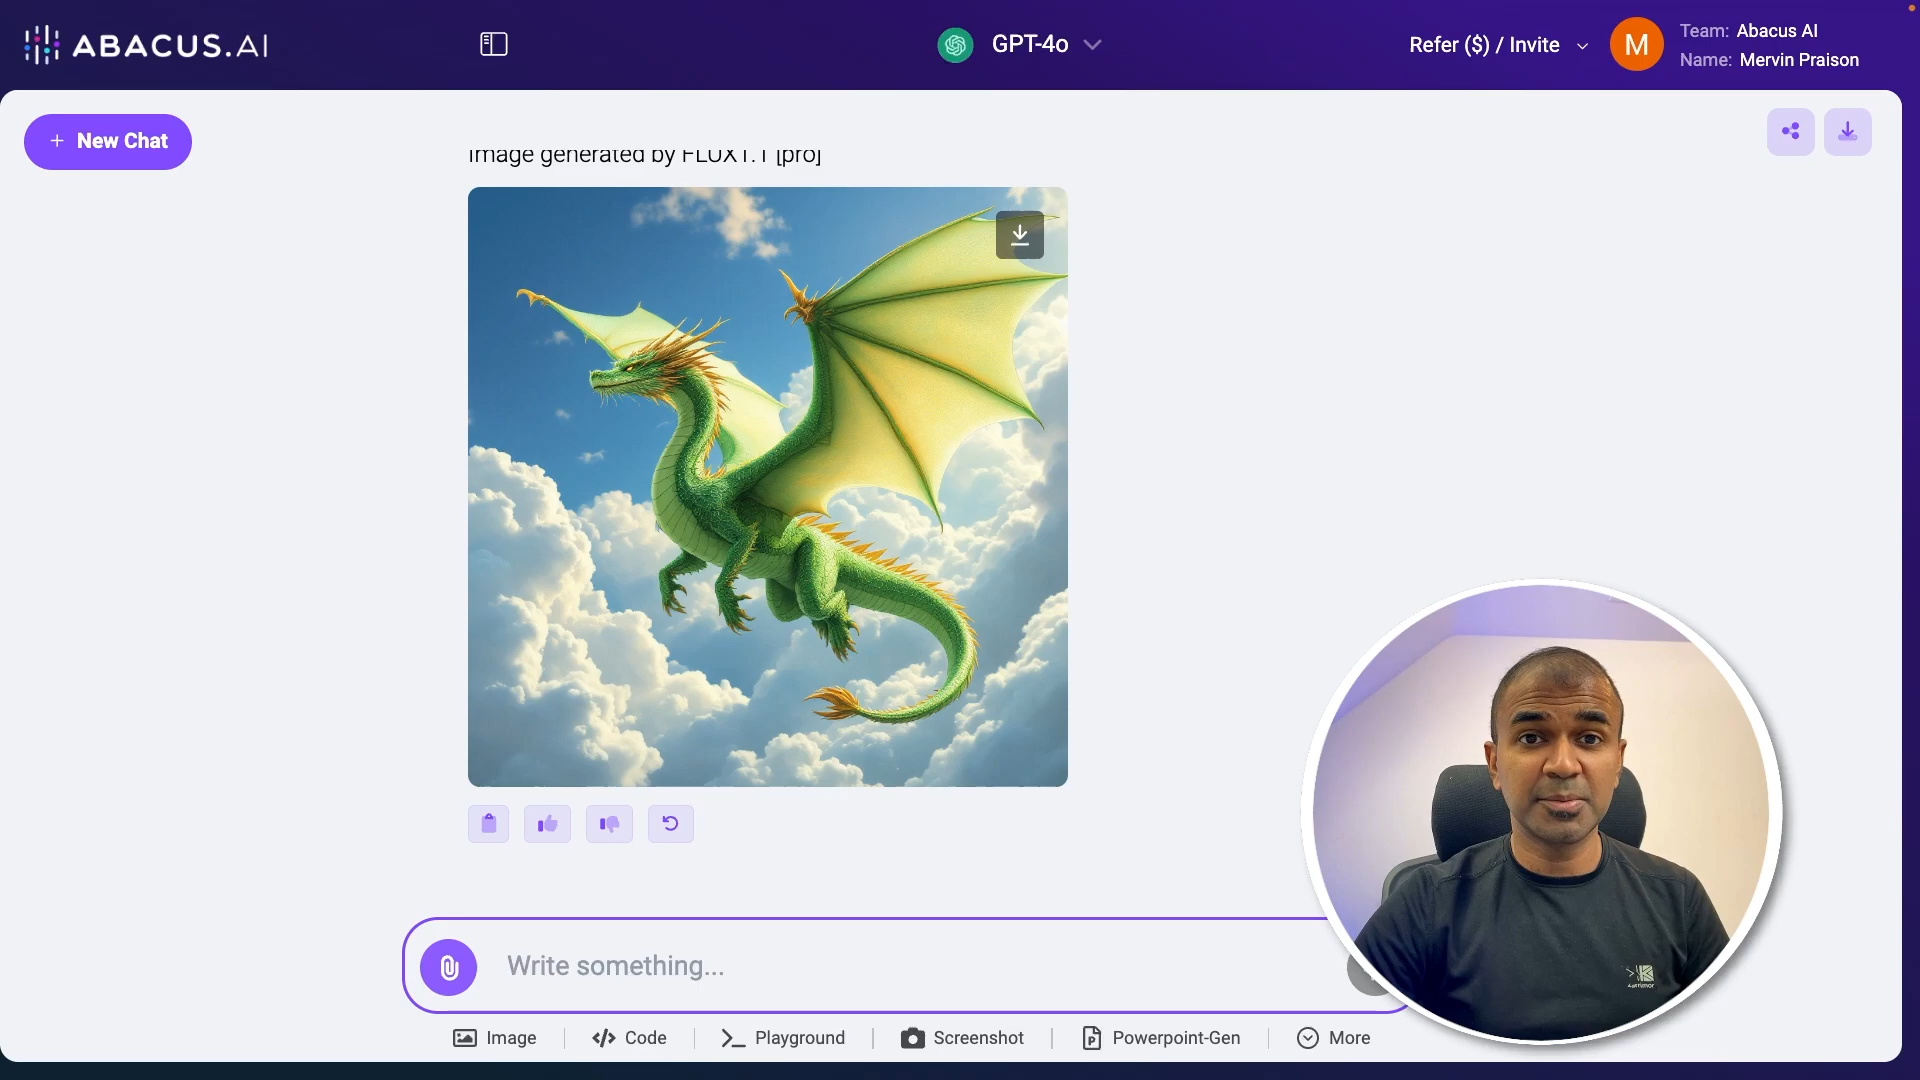 ABACUS.AI
GPT-4o
Refer ($) / Invite
M
Team: Abacus AI
Name: Mervin Praison
+ New Chat
Image generated by FLUX1.1 [pro]
Write something...
Image
Code
Playground
Screenshot
Powerpoint-Gen
More